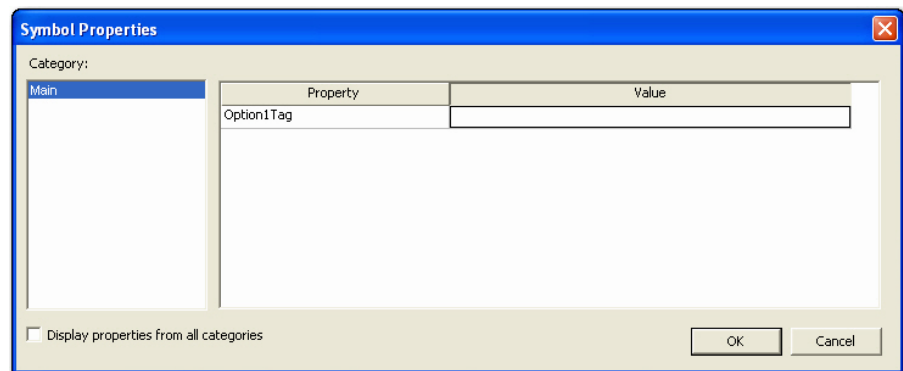 Symbol Properties
Category:
Main
Property Value
Option1Tag
Display properties from all categories
OK Cancel